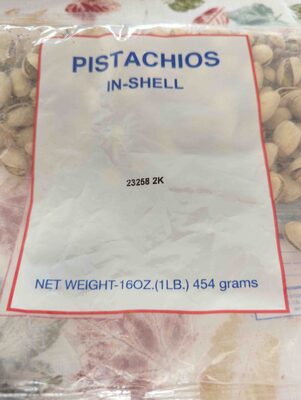 PISTACHIOS
IN-SHELL
23258 2K
NET WEIGHT-16OZ.(1LB.) 454 grams